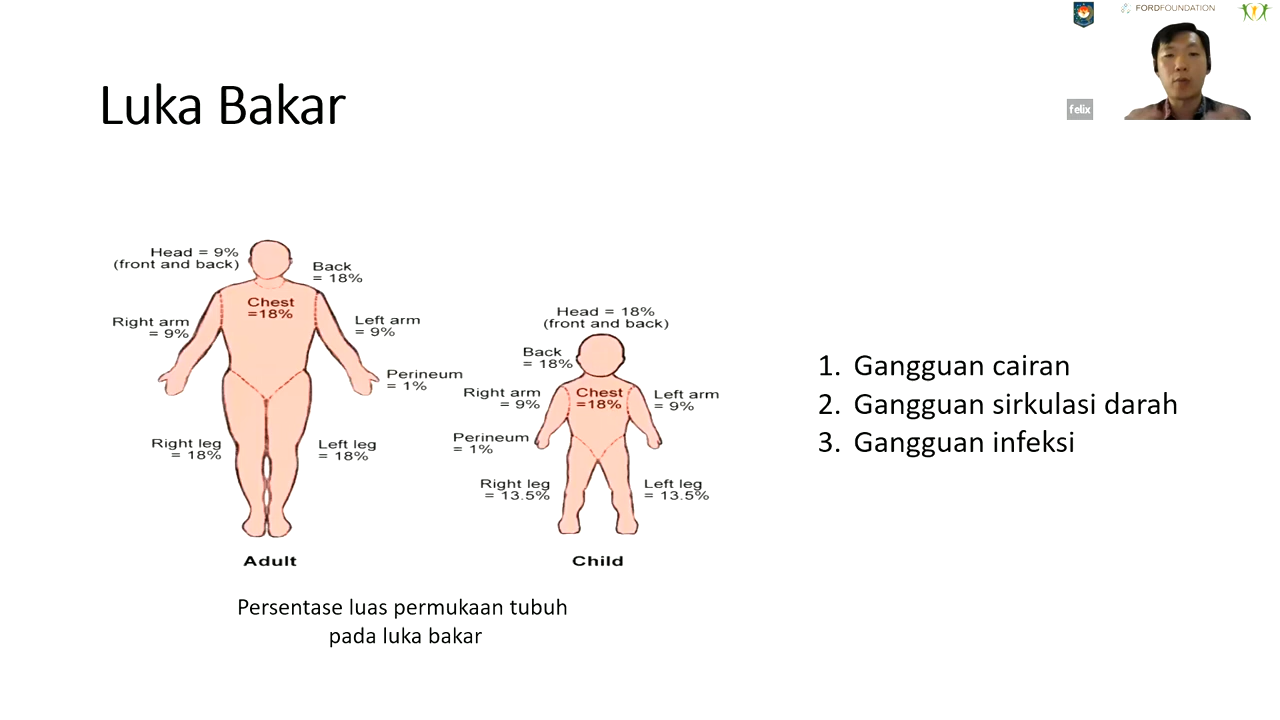 FORDFOUNDATION
felix
Luka Bakar
Head = 9%
(front and back)
Back
= 18%
Chest
=18%
Right arm
= 9%
Left arm
= 9%
Perineum
= 1%
Right leg
= 18%
Left leg
= 18%
Adult
Head = 18%
(front and back)
Back
= 18%
Chest
=18%
Right arm
= 9%
Left arm
= 9%
Perineum
= 1%
Right leg
= 13.5%
Left leg
= 13.5%
Child
Persentase luas permukaan tubuh
pada luka bakar
1. Gangguan cairan
2. Gangguan sirkulasi darah
3. Gangguan infeksi